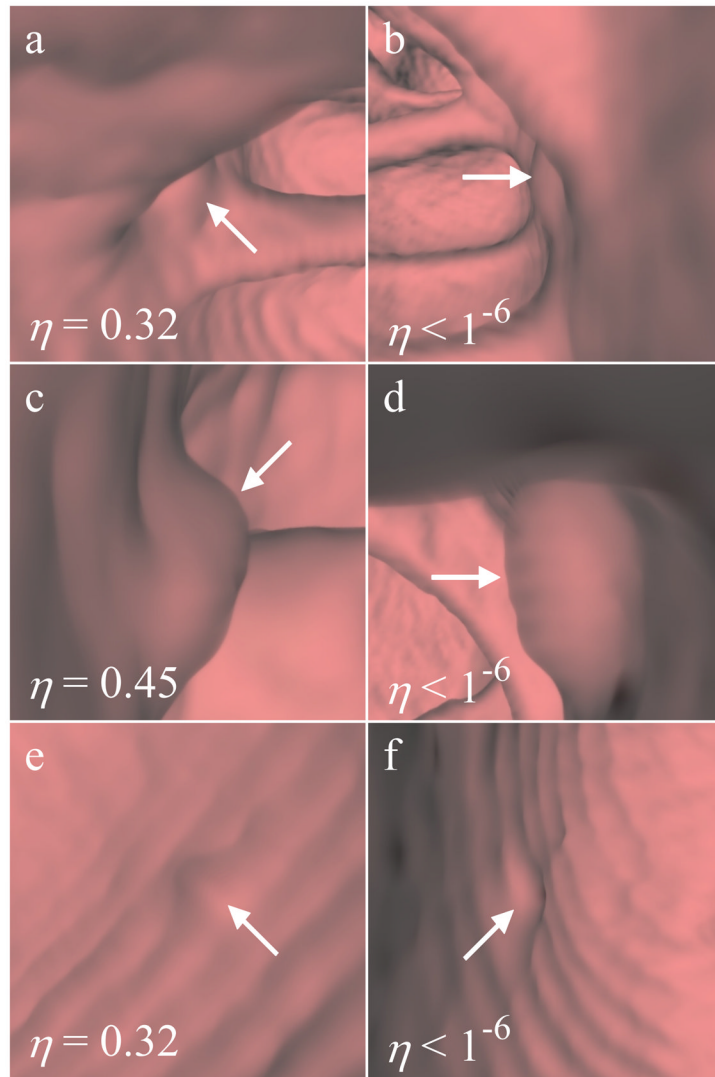 a
b
η = 0.32
η < 1⁻⁶
c
d
η = 0.45
η < 1⁻⁶
e
f
η = 0.32
η < 1⁻⁶